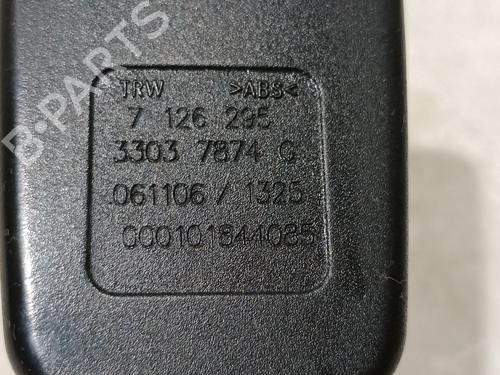 B-PARTS
TRW >ABS<
7 126 295
3303 7874 G
061106 / 1325
000101844085